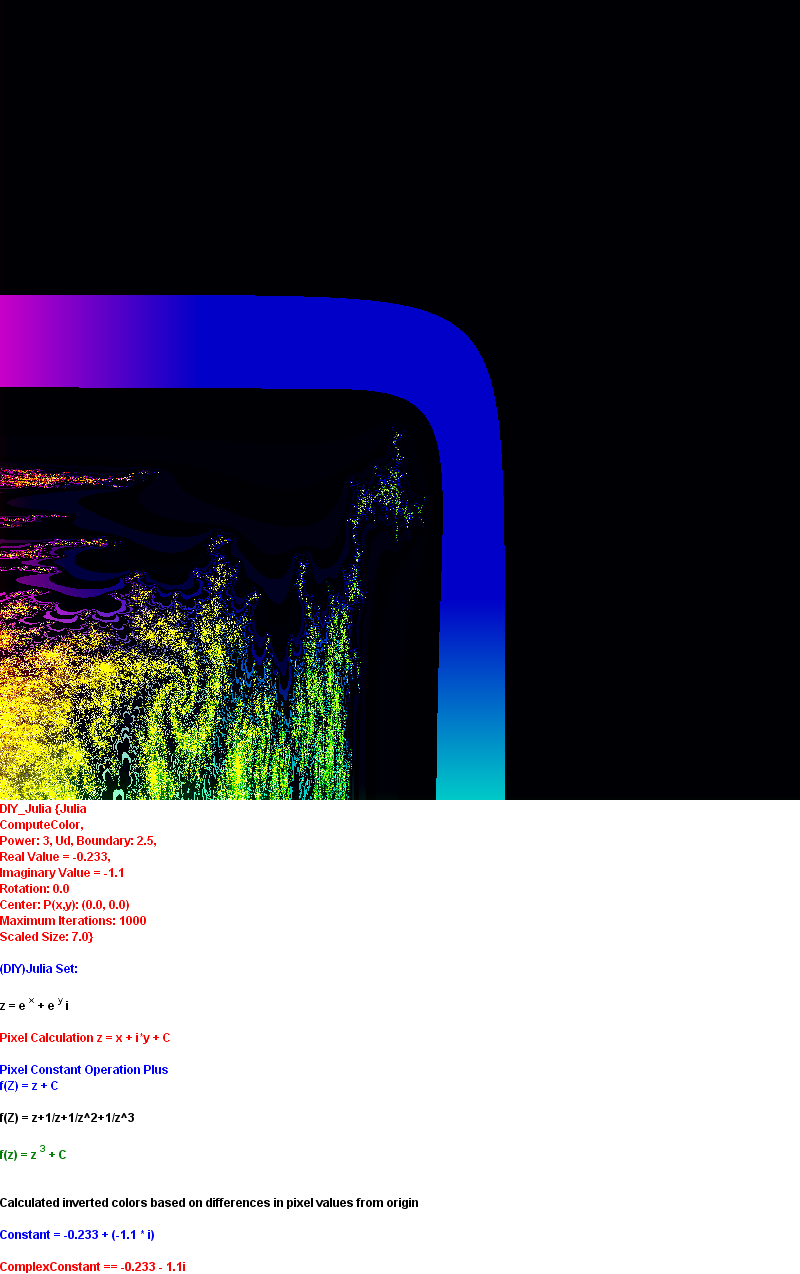 DIY_Julia {Julia
ComputeColor,
Power: 3, Ud, Boundary: 2.5,
Real Value = -0.233,
Imaginary Value = -1.1
Rotation: 0.0
Center: P(x,y): (0.0, 0.0)
Maximum Iterations: 1000
Scaled Size: 7.0}
(DIY)Julia Set:
z = e x + e y i
Pixel Calculation z = x + i*y + C
Pixel Constant Operation Plus
f(Z) = z + C
f(Z) = z+1/z+1/z^2+1/z^3
f(z) = z 3 + C
Calculated inverted colors based on differences in pixel values from origin
Constant = -0.233 + (-1.1 * i)
ComplexConstant == -0.233 - 1.1i